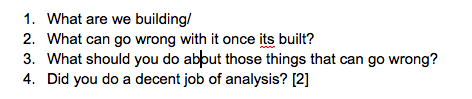 1. What are we building/
2. What can go wrong with it once its built?
3. What should you do about those things that can go wrong?
4. Did you do a decent job of analysis? [2]